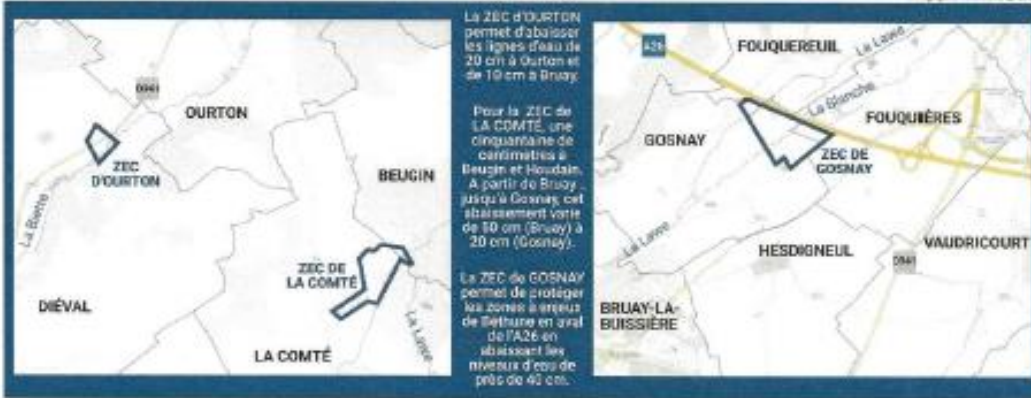 D941
OURTON
ZEC
D'OURTON
BEUGIN
La Biette
ZEC DE
LA COMTÉ
DIÉVAL
LA COMTÉ
La Lawe
La ZEC d'OURTON
permet d'abaisser
les lignes d'eau de
20 cm à Ourton et
de 10 cm à Bruay.
Pour la ZEC de
LA COMTÉ, une
cinquantaine de
centimètres à
Beugin et Houdain.
A partir de Bruay
jusqu'à Gosnay, cet
abaissement varie
de 50 cm (Bruay) à
20 cm (Gosnay).
La ZEC de GOSNAY
permet de protéger
les zones à enjeux
de Béthune en aval
de l'A26 en
abaissant les
niveaux d'eau de
près de 40 cm.
A26
FOUQUEREUIL
La Lawe
La Blanche
FOUQUIÈRES
GOSNAY
ZEC DE
GOSNAY
La Lawe
HESDIGNEUL
D941
VAUDRICOURT
BRUAY-LA-
BUISSIÈRE